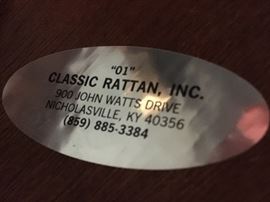 "01"
CLASSIC RATTAN, INC.
900 JOHN WATTS DRIVE
NICHOLASVILLE, KY 40356
(859) 885-3384